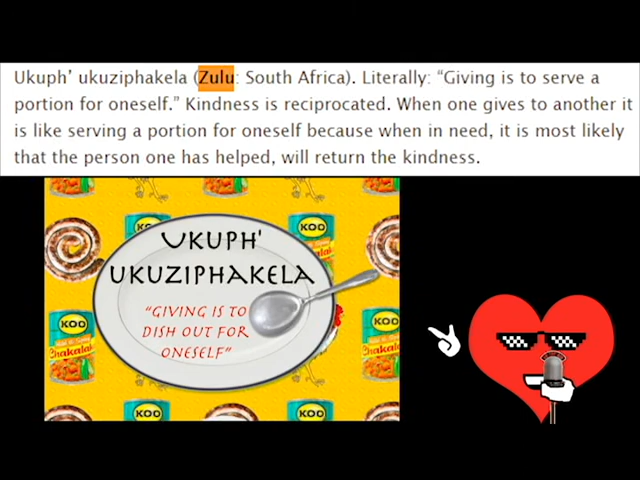 Ukuph' ukuziphakela (Zulu: South Africa). Literally: “Giving is to serve a
portion for oneself.” Kindness is reciprocated. When one gives to another it
is like serving a portion for oneself because when in need, it is most likely
that the person one has helped, will return the kindness.
KOO
KOO
UKUPH'
UKUZIPHAKELA
“GIVING IS TO
DISH OUT FOR
ONESELF”
KOO
Chakalaka
KOO
Chakalaka
KOO
KOO